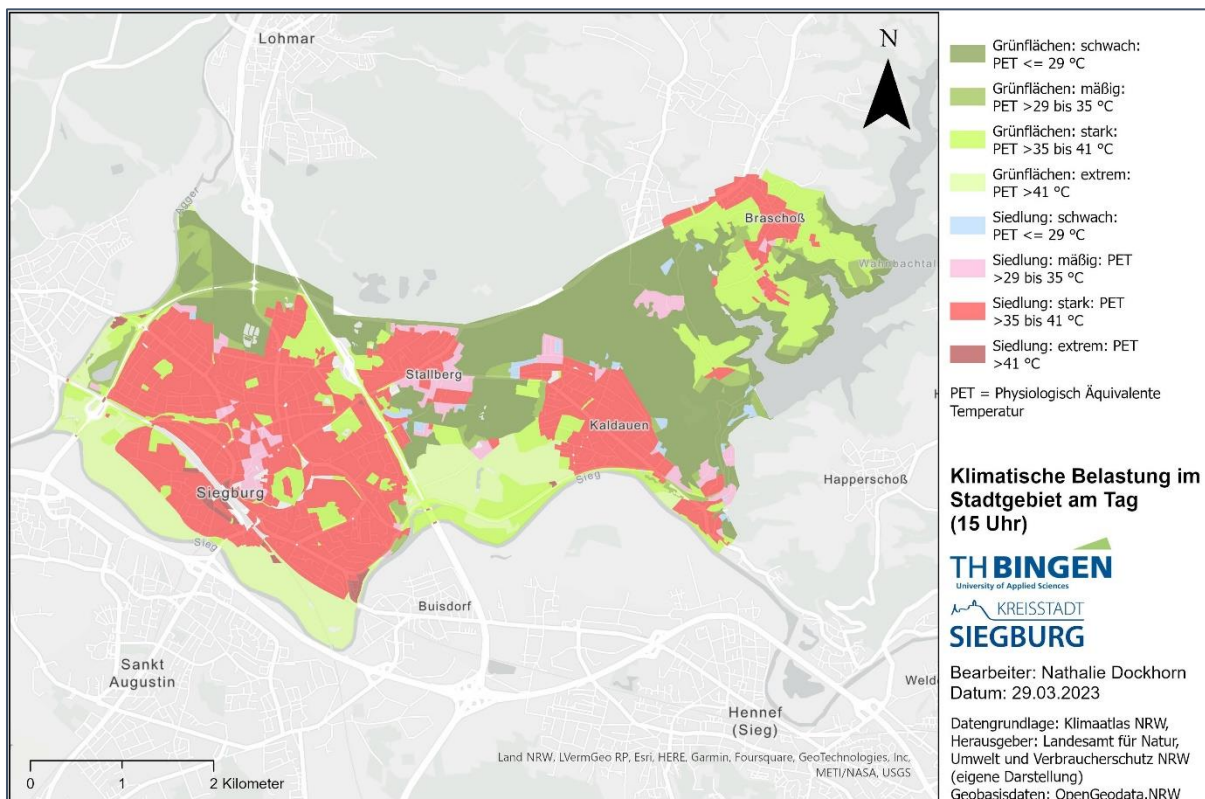 Lohmar
N
Agger
Braschoß
Wahnbachtal
Stallberg
Kaldauen
Siegburg
Sieg
Sieg
Happerschoß
Buisdorf
Sankt
Augustin
Hennef
(Sieg)
Land NRW, LVermGeo RP, Esri, HERE, Garmin, Foursquare, GeoTechnologies, Inc,
METI/NASA, USGS
0 1 2 Kilometer
Grünflächen: schwach:
PET <= 29 °C
Grünflächen: mäßig:
PET >29 bis 35 °C
Grünflächen: stark:
PET >35 bis 41 °C
Grünflächen: extrem:
PET >41 °C
Siedlung: schwach:
PET <= 29 °C
Siedlung: mäßig: PET
>29 bis 35 °C
Siedlung: stark: PET
>35 bis 41 °C
Siedlung: extrem: PET
>41 °C
PET = Physiologisch Äquivalente
Temperatur
Klimatische Belastung im
Stadtgebiet am Tag
(15 Uhr)
TH BINGEN
University of Applied Sciences
KREISSTADT
SIEGBURG
Bearbeiter: Nathalie Dockhorn
Datum: 29.03.2023
Datengrundlage: Klimaatlas NRW,
Herausgeber: Landesamt für Natur,
Umwelt und Verbraucherschutz NRW
(eigene Darstellung)
Geobasisdaten: OpenGeodata.NRW